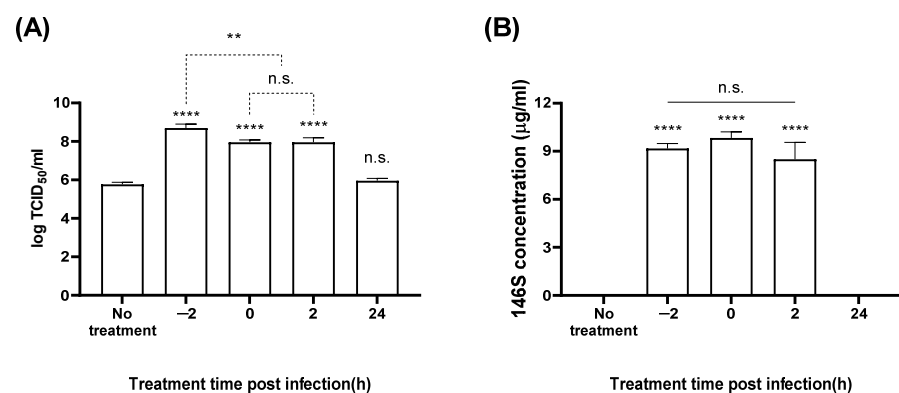 (A)
**
n.s.
****
****
****
n.s.
log TCID50/ml
10
8
6
4
2
0
No treatment
−2
0
2
24
Treatment time post infection(h)
(B)
n.s.
****
****
****
146S concentration (μg/ml)
12
9
6
3
0
No treatment
−2
0
2
24
Treatment time post infection(h)